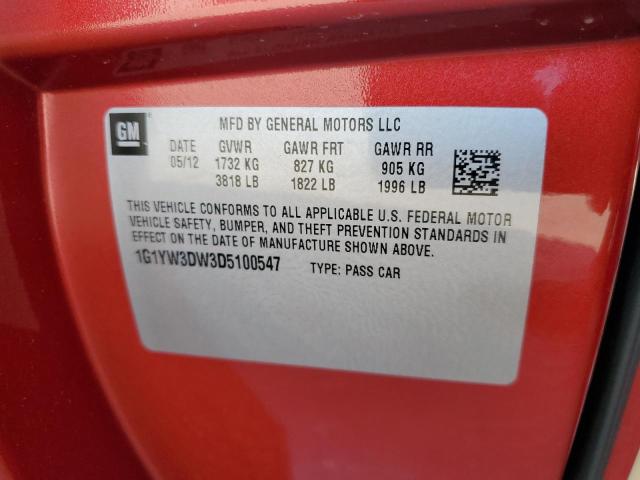 GM
MFD BY GENERAL MOTORS LLC
DATE GVWR GAWR FRT GAWR RR
05/12 1732 KG 827 KG 905 KG
3818 LB 1822 LB 1996 LB
THIS VEHICLE CONFORMS TO ALL APPLICABLE U.S. FEDERAL MOTOR
VEHICLE SAFETY, BUMPER, AND THEFT PREVENTION STANDARDS IN
EFFECT ON THE DATE OF MANUFACTURE SHOWN ABOVE.
1G1YW3DW3D5100547 TYPE: PASS CAR